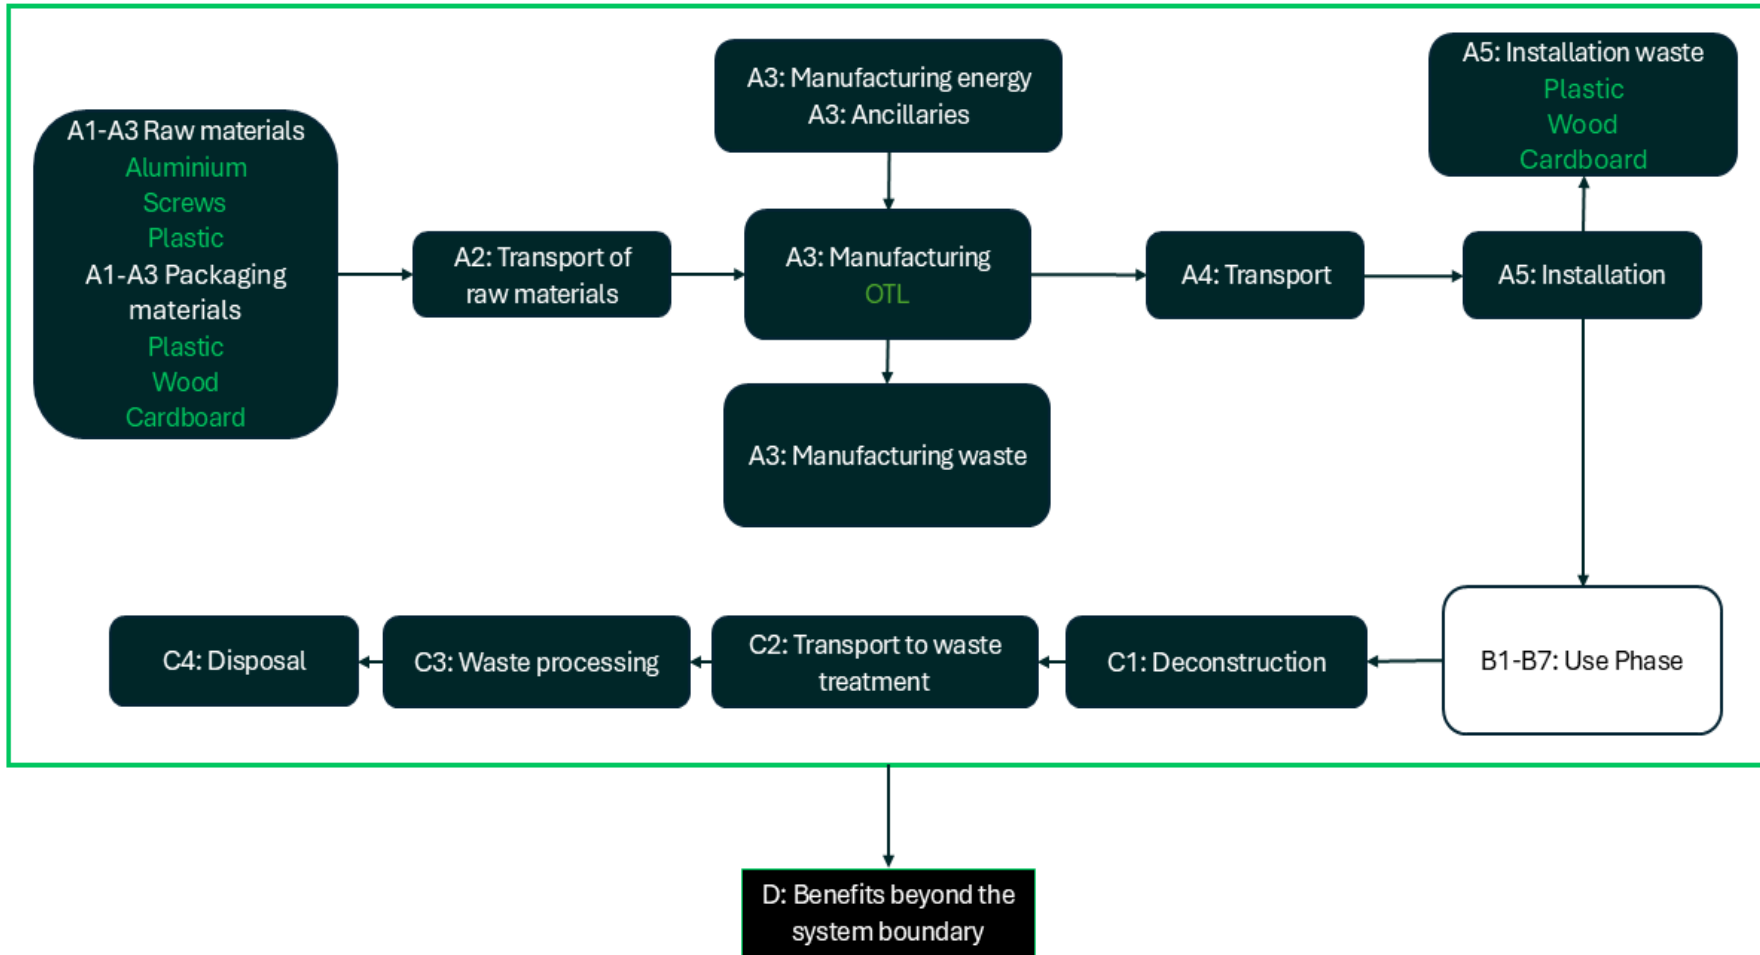 A1-A3 Raw materials
Aluminium
Screws
Plastic
A1-A3 Packaging
materials
Plastic
Wood
Cardboard
A2: Transport of
raw materials
A3: Manufacturing energy
A3: Ancillaries
A3: Manufacturing
OTL
A3: Manufacturing waste
A4: Transport
A5: Installation
A5: Installation waste
Plastic
Wood
Cardboard
B1-B7: Use Phase
C1: Deconstruction
C2: Transport to waste
treatment
C3: Waste processing
C4: Disposal
D: Benefits beyond the
system boundary